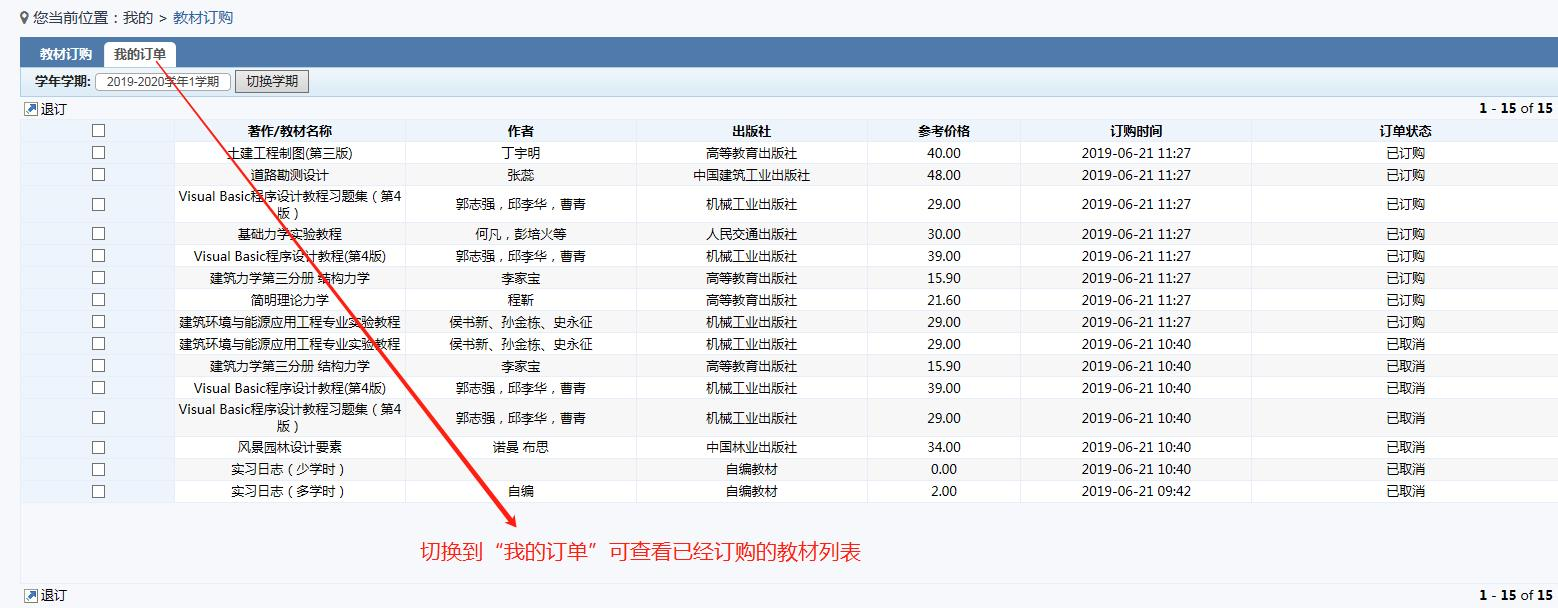 您当前位置：我的 > 教材订购
教材订购 我的订单
学年学期: 2019-2020学年1学期 切换学期
退订 1 - 15 of 15
著作/教材名称 作者 出版社 参考价格 订购时间 订单状态
土建工程制图(第三版) 丁宇明 高等教育出版社 40.00 2019-06-21 11:27 已订购
道路勘测设计 张蕊 中国建筑工业出版社 48.00 2019-06-21 11:27 已订购
Visual Basic程序设计教程习题集（第4
版） 郭志强，邱李华，曹青 机械工业出版社 29.00 2019-06-21 11:27 已订购
基础力学实验教程 何凡，彭培火等 人民交通出版社 30.00 2019-06-21 11:27 已订购
Visual Basic程序设计教程(第4版) 郭志强，邱李华，曹青 机械工业出版社 39.00 2019-06-21 11:27 已订购
建筑力学第三分册 结构力学 李家宝 高等教育出版社 15.90 2019-06-21 11:27 已订购
简明理论力学 程靳 高等教育出版社 21.60 2019-06-21 11:27 已订购
建筑环境与能源应用工程专业实验教程 侯书新、孙金栋、史永征 机械工业出版社 29.00 2019-06-21 11:27 已订购
建筑环境与能源应用工程专业实验教程 侯书新、孙金栋、史永征 机械工业出版社 29.00 2019-06-21 10:40 已取消
建筑力学第三分册 结构力学 李家宝 高等教育出版社 15.90 2019-06-21 10:40 已取消
Visual Basic程序设计教程(第4版) 郭志强，邱李华，曹青 机械工业出版社 39.00 2019-06-21 10:40 已取消
Visual Basic程序设计教程习题集（第4
版） 郭志强，邱李华，曹青 机械工业出版社 29.00 2019-06-21 10:40 已取消
风景园林设计要素 诺曼 布思 中国林业出版社 34.00 2019-06-21 10:40 已取消
实习日志（少学时） 自编教材 0.00 2019-06-21 10:40 已取消
实习日志（多学时） 自编 自编教材 2.00 2019-06-21 09:42 已取消
切换到“我的订单”可查看已经订购的教材列表
退订 1 - 15 of 15